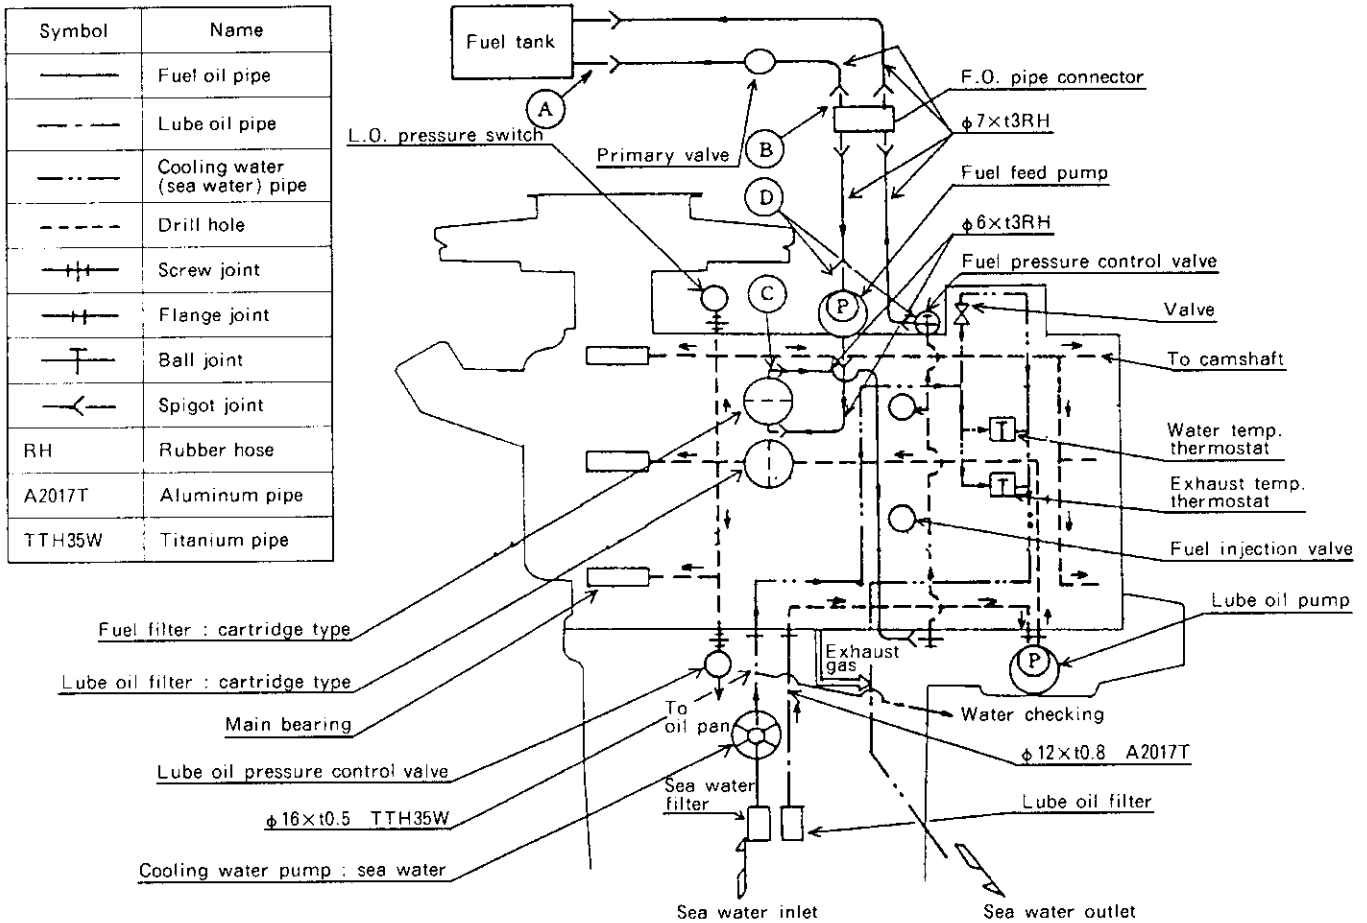 Symbol
Name
Fuel oil pipe
Lube oil pipe
Cooling water
(sea water) pipe
Drill hole
Screw joint
Flange joint
Ball joint
Spigot joint
RH
Rubber hose
A2017T
Aluminum pipe
TTH35W
Titanium pipe
Fuel tank
A
L.O. pressure switch
Primary valve
B
D
C
P
F.O. pipe connector
ϕ7×t3RH
Fuel feed pump
ϕ6×t3RH
Fuel pressure control valve
Valve
To camshaft
Water temp.
thermostat
Exhaust temp.
thermostat
Fuel injection valve
Lube oil pump
P
Fuel filter : cartridge type
Lube oil filter : cartridge type
Main bearing
Lube oil pressure control valve
ϕ16×t0.5 TTH35W
Cooling water pump : sea water
To
oil pan
Exhaust
gas
Water checking
ϕ12×t0.8 A2017T
Sea water
filter
Lube oil filter
Sea water inlet
Sea water outlet